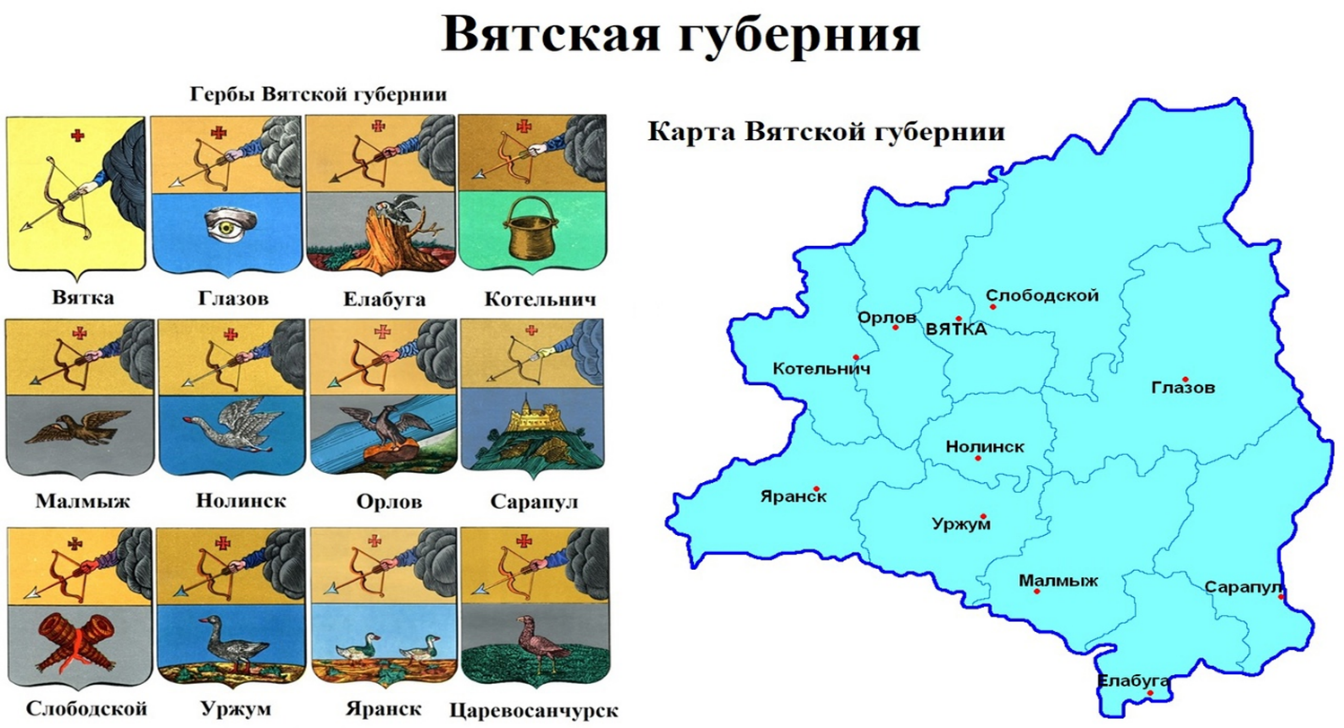 Вятская губерния
Гербы Вятской губернии
Вятка Глазов Елабуга Котельнич
Малмыж Нолинск Орлов Сарапул
Слободской Уржум Яранск Царевосанчурск
Карта Вятской губернии
Слободской
Орлов
ВЯТКА
Котельнич
Глазов
Нолинск
Яранск
Уржум
Малмыж
Сарапул
Елабуга